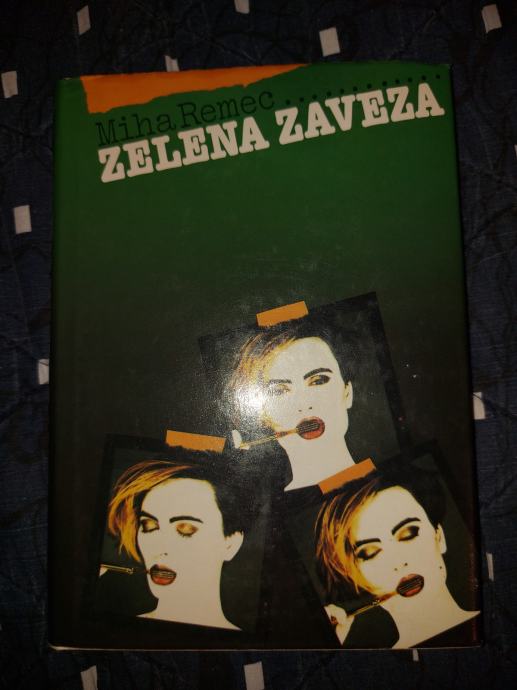 Miha Remec ............
ZELENA ZAVEZA